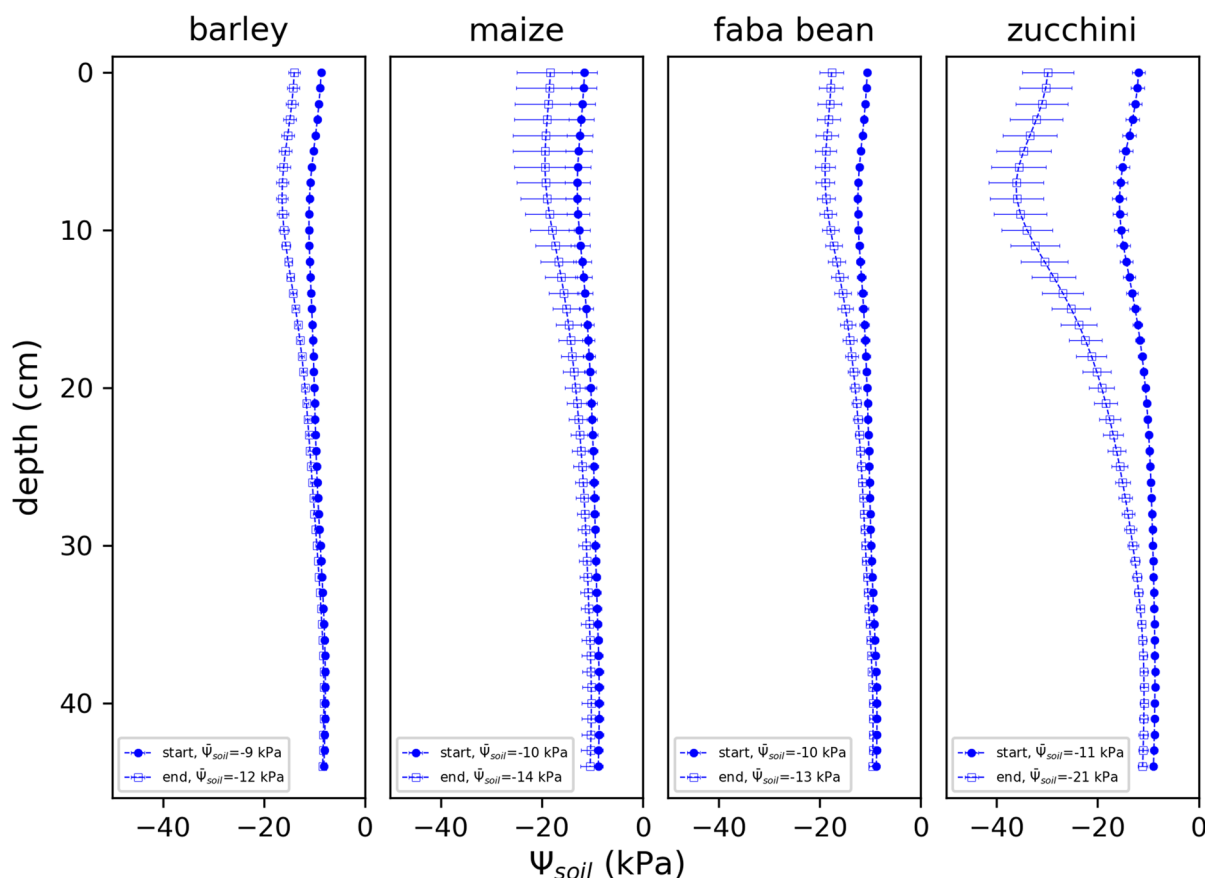 barley maize faba bean zucchini
0
10
20
30
40
depth (cm)
start, Ψ̄soil=-9 kPa
end, Ψ̄soil=-12 kPa
start, Ψ̄soil=-10 kPa
end, Ψ̄soil=-14 kPa
start, Ψ̄soil=-10 kPa
end, Ψ̄soil=-13 kPa
start, Ψ̄soil=-11 kPa
end, Ψ̄soil=-21 kPa
−40 −20 0 −40 −20 0 −40 −20 0 −40 −20 0
Ψsoil (kPa)